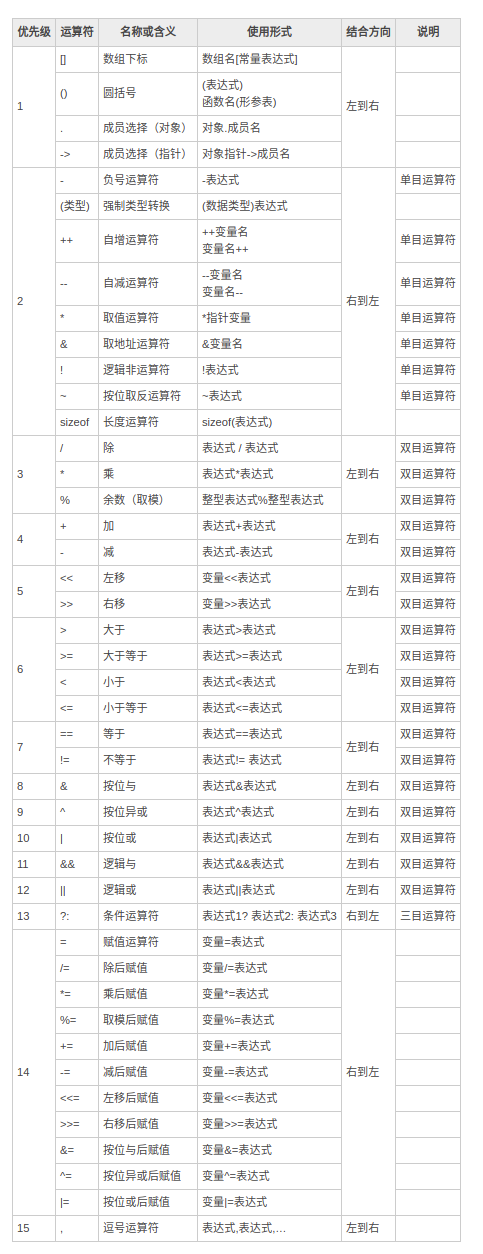 优先级 运算符 名称或含义 使用形式 结合方向 说明
1 [] 数组下标 数组名[常量表达式] 左到右
() 圆括号 (表达式)
函数名(形参表)
. 成员选择（对象） 对象.成员名
-> 成员选择（指针） 对象指针->成员名
2 - 负号运算符 -表达式 右到左 单目运算符
(类型) 强制类型转换 (数据类型)表达式
++ 自增运算符 ++变量名 单目运算符
变量名++
-- 自减运算符 --变量名 单目运算符
变量名--
* 取值运算符 *指针变量 单目运算符
& 取地址运算符 &变量名 单目运算符
! 逻辑非运算符 !表达式 单目运算符
~ 按位取反运算符 ~表达式 单目运算符
sizeof 长度运算符 sizeof(表达式)
3 / 除 表达式 / 表达式 左到右 双目运算符
* 乘 表达式*表达式 双目运算符
% 余数（取模） 整型表达式%整型表达式 双目运算符
4 + 加 表达式+表达式 左到右 双目运算符
- 减 表达式-表达式 双目运算符
5 << 左移 变量<<表达式 左到右 双目运算符
>> 右移 变量>>表达式 双目运算符
6 > 大于 表达式>表达式 左到右 双目运算符
>= 大于等于 表达式>=表达式 双目运算符
< 小于 表达式<表达式 双目运算符
<= 小于等于 表达式<=表达式 双目运算符
7 == 等于 表达式==表达式 左到右 双目运算符
!= 不等于 表达式!= 表达式 双目运算符
8 & 按位与 表达式&表达式 左到右 双目运算符
9 ^ 按位异或 表达式^表达式 左到右 双目运算符
10 | 按位或 表达式|表达式 左到右 双目运算符
11 && 逻辑与 表达式&&表达式 左到右 双目运算符
12 || 逻辑或 表达式||表达式 左到右 双目运算符
13 ?: 条件运算符 表达式1? 表达式2: 表达式3 右到左 三目运算符
14 = 赋值运算符 变量=表达式 右到左
/= 除后赋值 变量/=表达式
*= 乘后赋值 变量*=表达式
%= 取模后赋值 变量%=表达式
+= 加后赋值 变量+=表达式
-= 减后赋值 变量-=表达式
<<= 左移后赋值 变量<<=表达式
>>= 右移后赋值 变量>>=表达式
&= 按位与后赋值 变量&=表达式
^= 按位异或后赋值 变量^=表达式
|= 按位或后赋值 变量|=表达式
15 , 逗号运算符 表达式,表达式,… 左到右